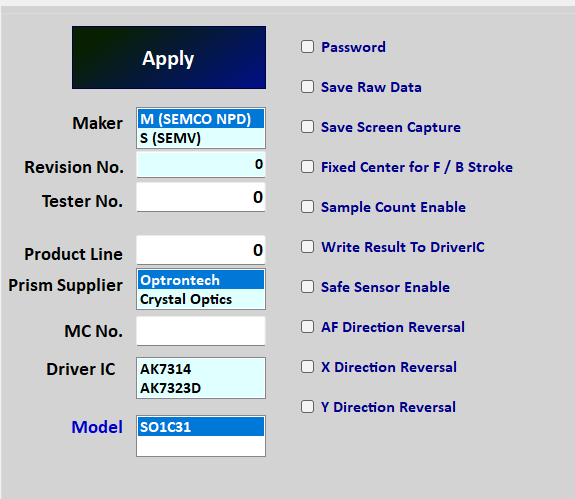 Apply
Maker
M (SEMCO NPD)
S (SEMV)
Revision No.
0
Tester No.
0
Product Line
0
Prism Supplier
Optrontech
Crystal Optics
MC No.
Driver IC
AK7314
AK7323D
Model
SO1C31
Password
Save Raw Data
Save Screen Capture
Fixed Center for F / B Stroke
Sample Count Enable
Write Result To DriverIC
Safe Sensor Enable
AF Direction Reversal
X Direction Reversal
Y Direction Reversal